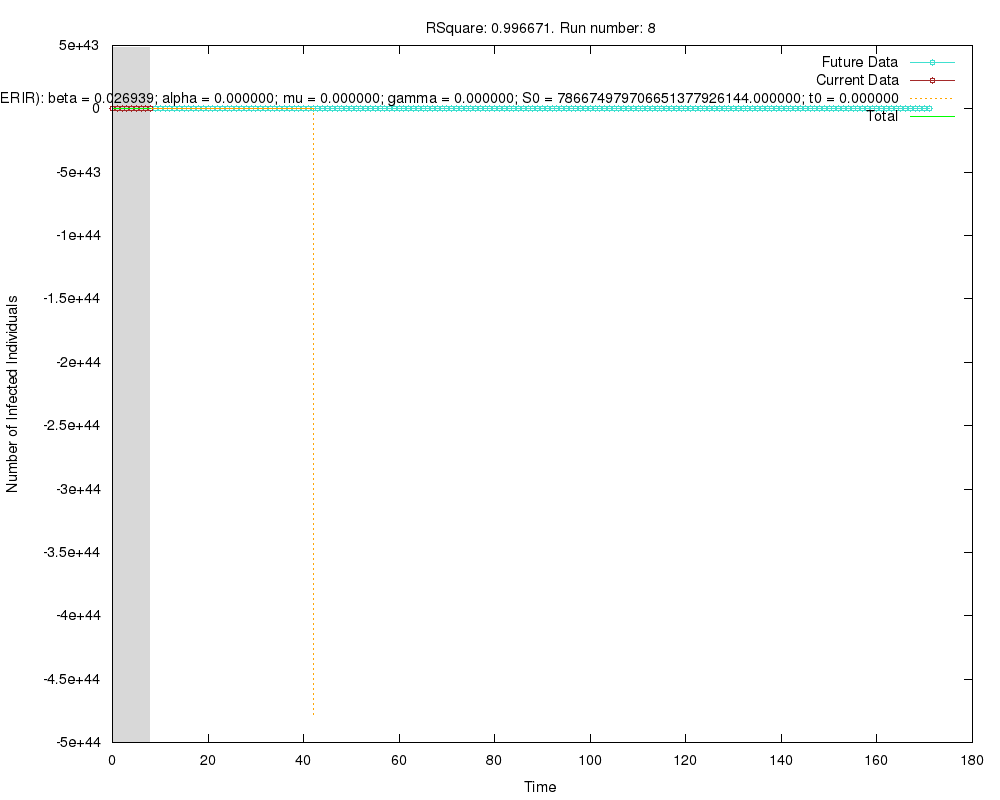 RSquare: 0.996671. Run number: 8
5e+43
Future Data
Current Data
ERIR): beta = 0.026939; alpha = 0.000000; mu = 0.000000; gamma = 0.000000; S0 = 786674979706651377926144.000000; t0 = 0.000000
0
Total
-5e+43
-1e+44
-1.5e+44
-2e+44
-2.5e+44
-3e+44
-3.5e+44
-4e+44
-4.5e+44
-5e+44
Number of Infected Individuals
0 20 40 60 80 100 120 140 160 180
Time